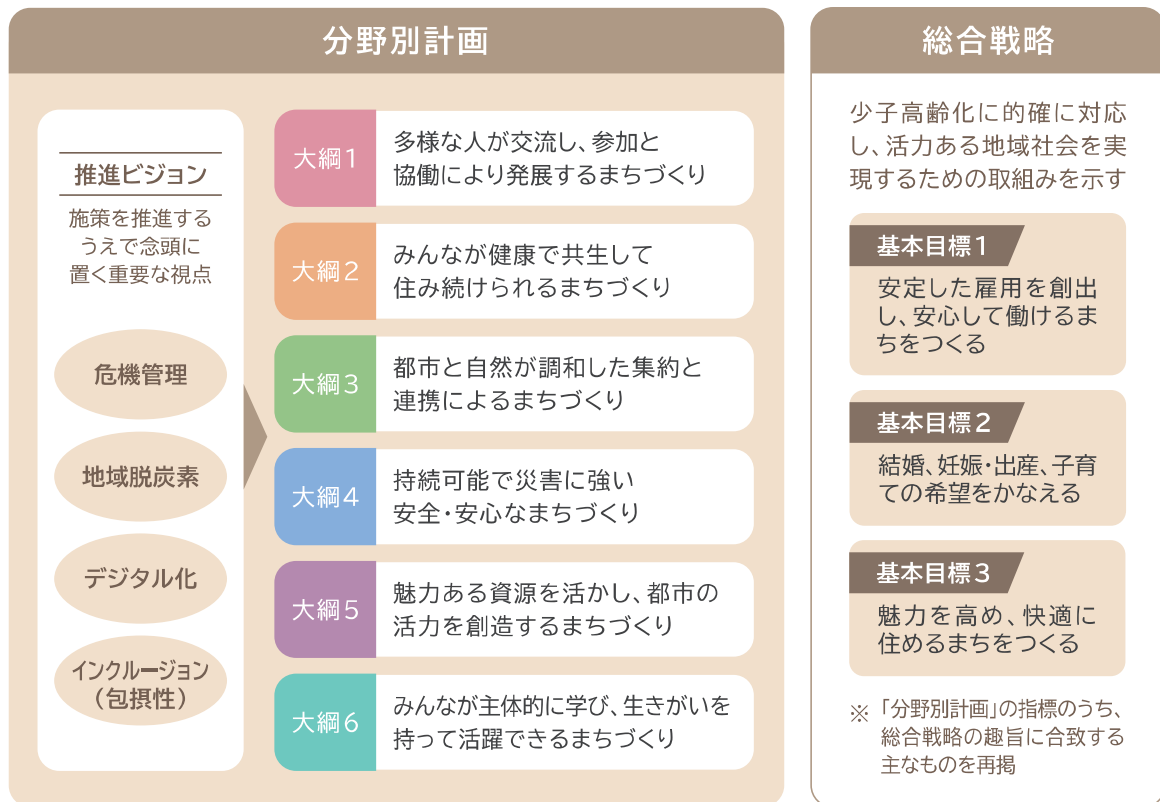 分野別計画
推進ビジョン
施策を推進する
うえで念頭に
置く重要な視点
危機管理
地域脱炭素
デジタル化
インクルージョン
（包摂性）
大綱1
多様な人が交流し、参加と
協働により発展するまちづくり
大綱2
みんなが健康で共生して
住み続けられるまちづくり
大綱3
都市と自然が調和した集約と
連携によるまちづくり
大綱4
持続可能で災害に強い
安全・安心なまちづくり
大綱5
魅力ある資源を活かし、都市の
活力を創造するまちづくり
大綱6
みんなが主体的に学び、生きがいを
持って活躍できるまちづくり
総合戦略
少子高齢化に的確に対応
し、活力ある地域社会を実
現するための取組みを示す
基本目標1
安定した雇用を創出
し、安心して働けるま
ちをつくる
基本目標2
結婚、妊娠・出産、子育
ての希望をかなえる
基本目標3
魅力を高め、快適に
住めるまちをつくる
※ 「分野別計画」の指標のうち、
総合戦略の趣旨に合致する
主なものを再掲